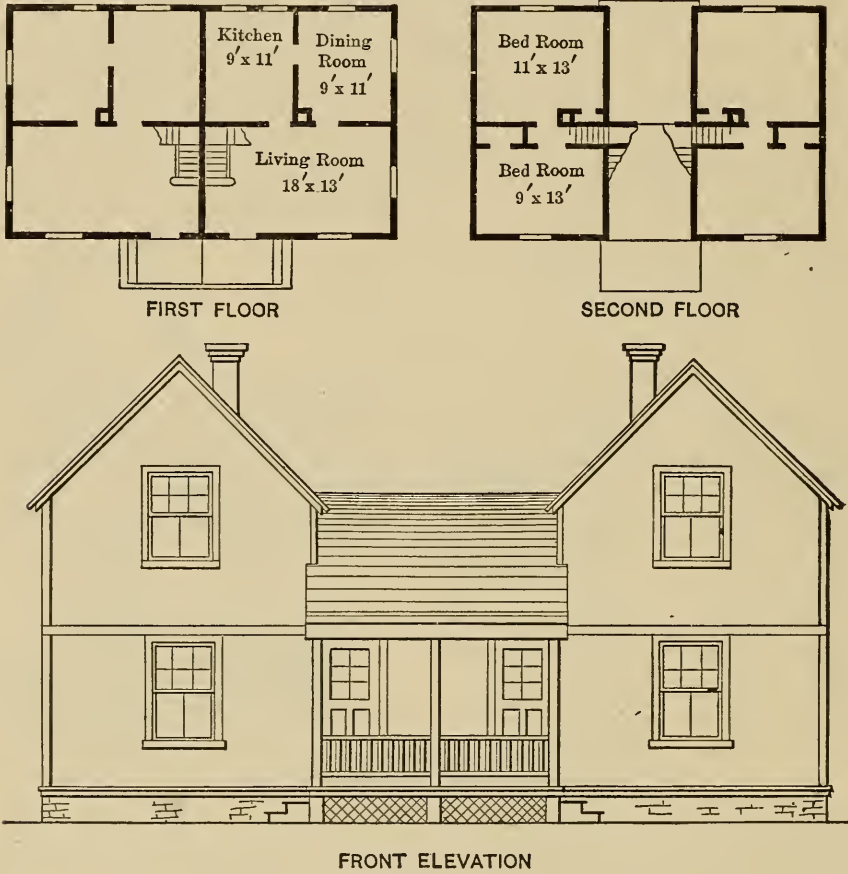 Kitchen
9′ x 11′
Dining
Room
9′ x 11′
Living Room
18′ x 13′
FIRST FLOOR
Bed Room
11′ x 13′
Bed Room
9′ x 13′
SECOND FLOOR
FRONT ELEVATION